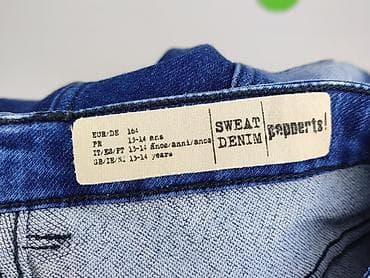 EUR/DE 164
FR 13-14 ans
IT/ES/PT 13-14 años/anni/anos
GB/IE/NI 13-14 years
SWEAT
DENIM
pepperts!